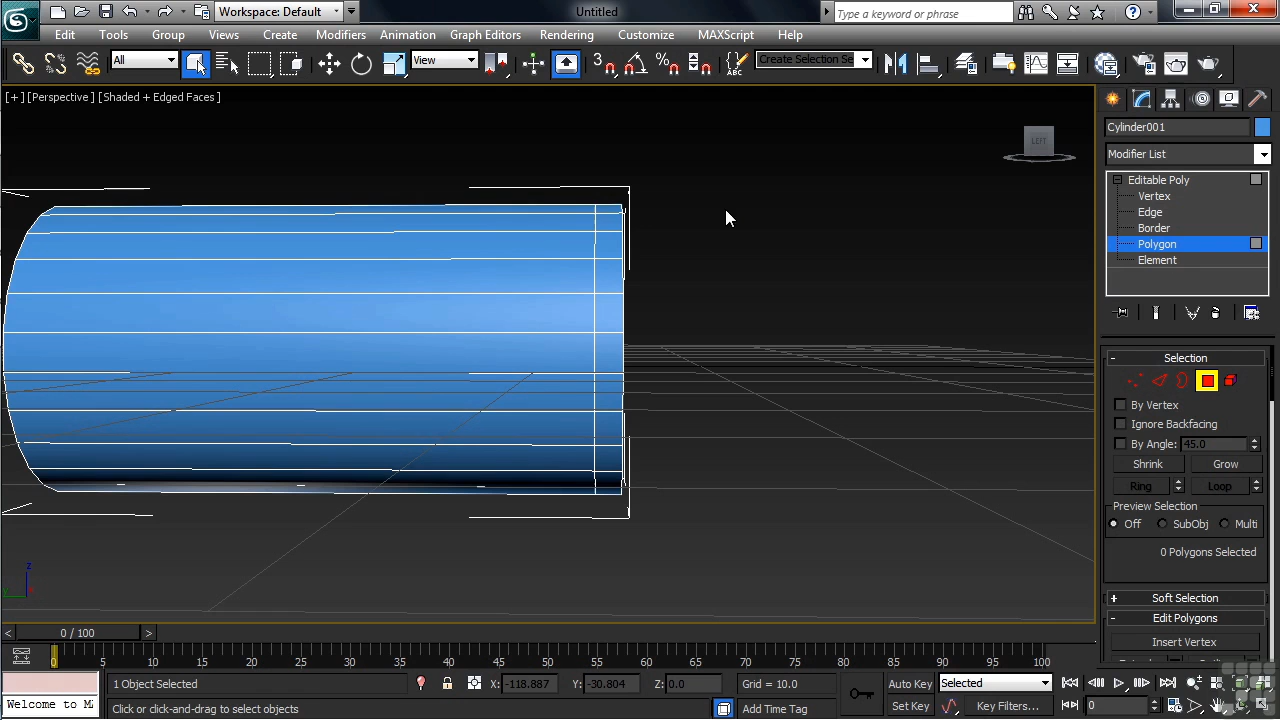 Workspace: Default
Untitled
Type a keyword or phrase
Edit Tools Group Views Create Modifiers Animation Graph Editors Rendering Customize MAXScript Help
All
View
3
Create Selection Se
ABC
[+] [Perspective] [Shaded + Edged Faces]
LEFT
Cylinder001
Modifier List
Editable Poly
Vertex
Edge
Border
Polygon
Element
Selection
By Vertex
Ignore Backfacing
By Angle: 45.0
Shrink Grow
Ring Loop
Preview Selection
Off SubObj Multi
0 Polygons Selected
Soft Selection
Edit Polygons
Insert Vertex
z
y
x
< 0 / 100 >
0 5 10 15 20 25 30 35 40 45 50 55 60 65 70 75 80 85 90 95 100
1 Object Selected
X: -118.887 Y: -30.804 Z: 0.0
Grid = 10.0
Auto Key
Selected
Welcome to M
Click or click-and-drag to select objects
Add Time Tag
Set Key
Key Filters...
0